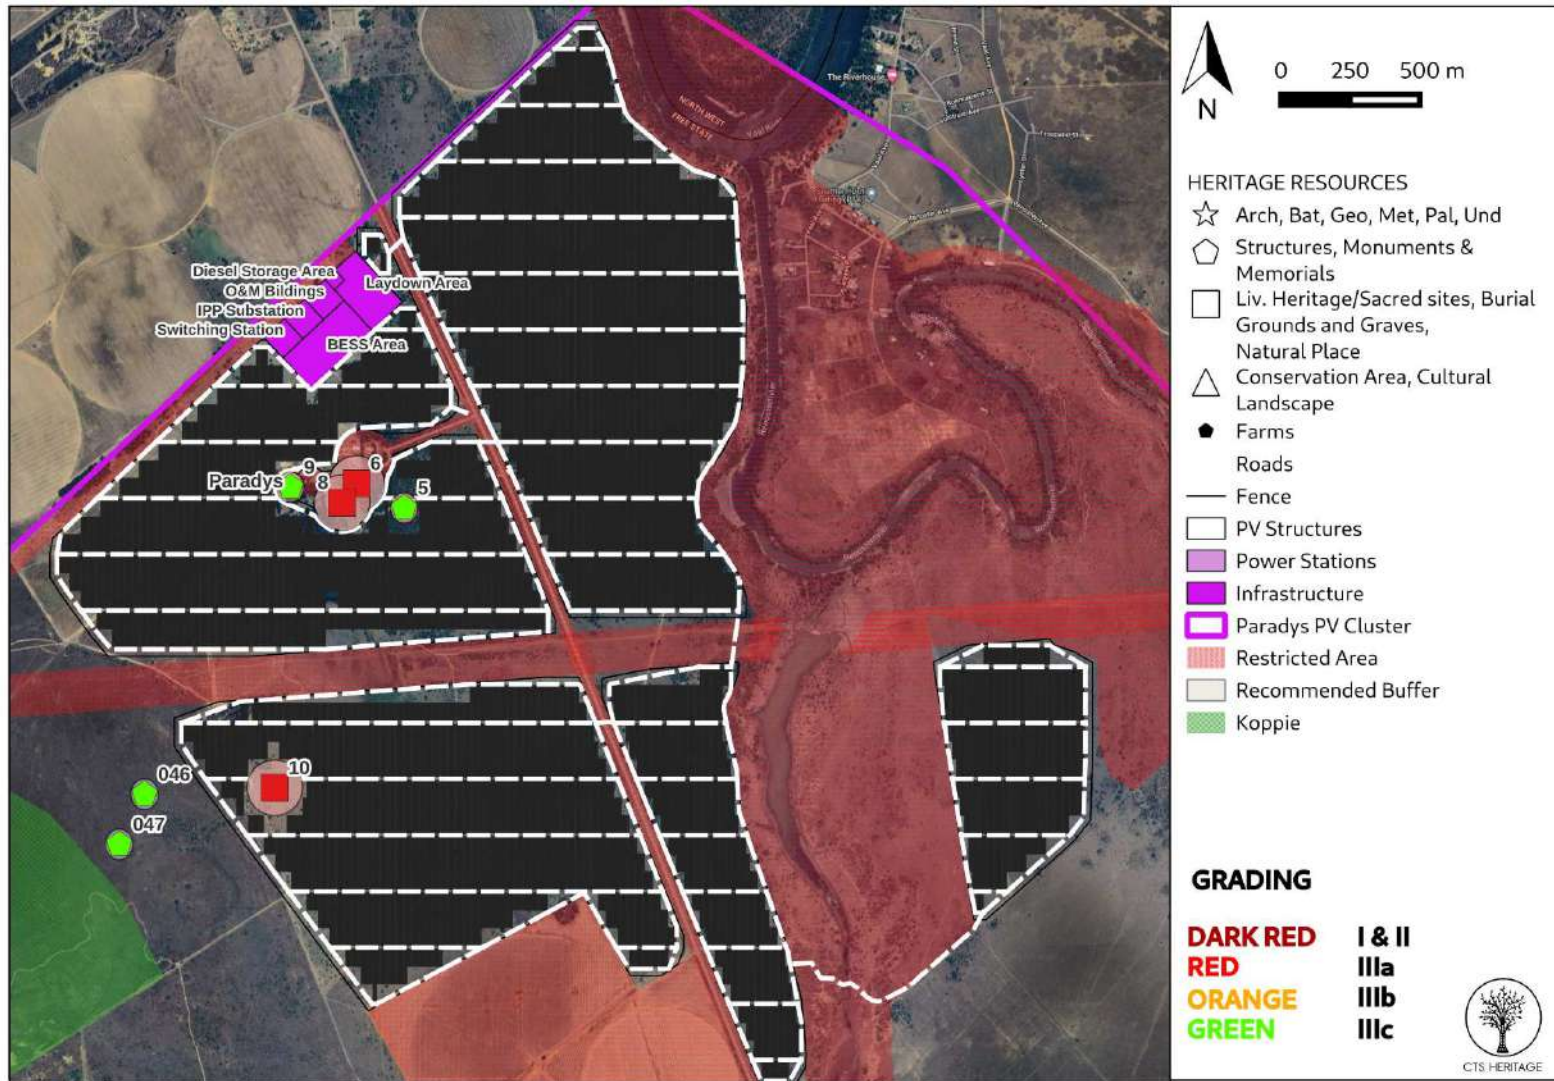 The Riverhouse
NORTH WEST
FREE STATE
Diesel Storage Area
O&M Bildings
IPP Substation
Switching Station
Laydown Area
BESS Area
Paradys
9
6
8
5
10
046
047
N
0 250 500 m
HERITAGE RESOURCES
Arch, Bat, Geo, Met, Pal, Und
Structures, Monuments &
Memorials
Liv. Heritage/Sacred sites, Burial
Grounds and Graves,
Natural Place
Conservation Area, Cultural
Landscape
Farms
Roads
Fence
PV Structures
Power Stations
Infrastructure
Paradys PV Cluster
Restricted Area
Recommended Buffer
Koppie
GRADING
DARK RED I & II
RED IIIa
ORANGE IIIb
GREEN IIIc
CTS HERITAGE